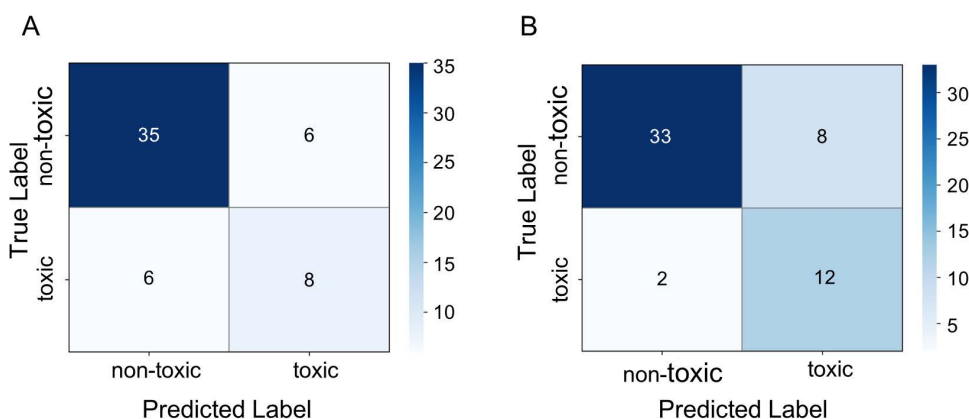 A
True Label
non-toxic
toxic
35
6
6
8
non-toxic
toxic
Predicted Label
35
30
25
20
15
10
B
True Label
non-toxic
toxic
33
8
2
12
non-toxic
toxic
Predicted Label
30
25
20
15
10
5